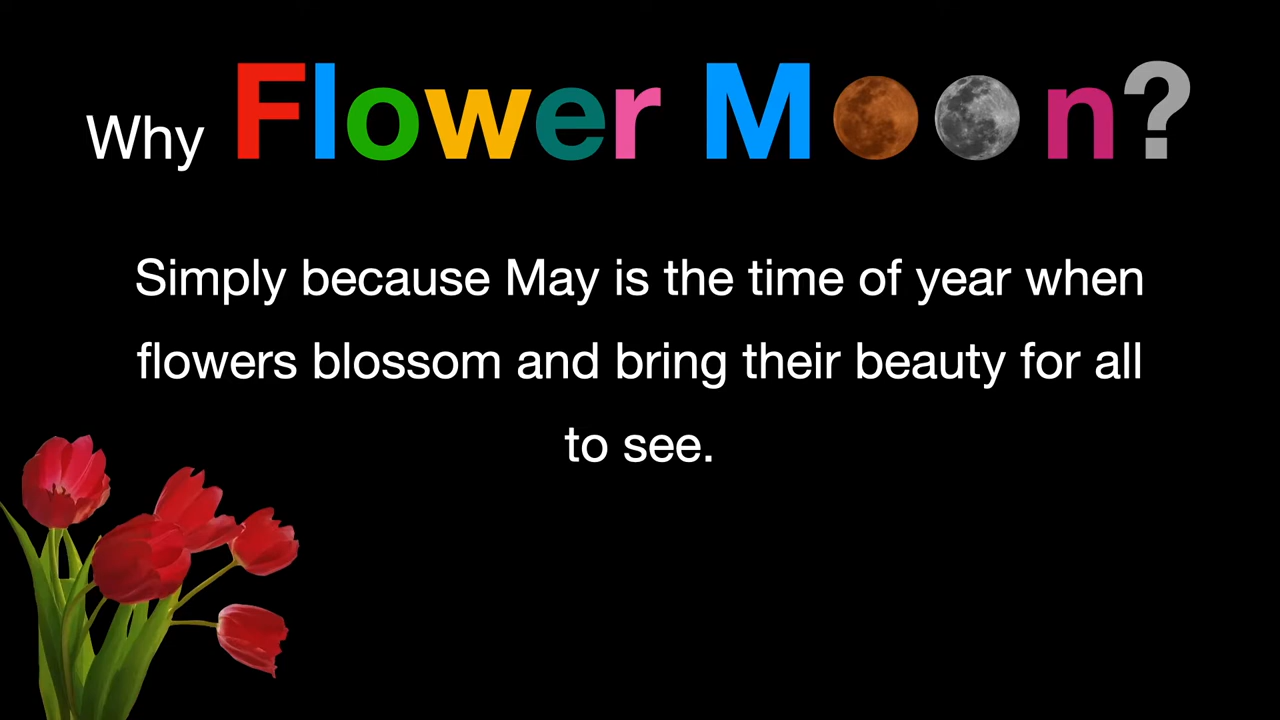 Why Flower Moon?
Simply because May is the time of year when
flowers blossom and bring their beauty for all
to see.